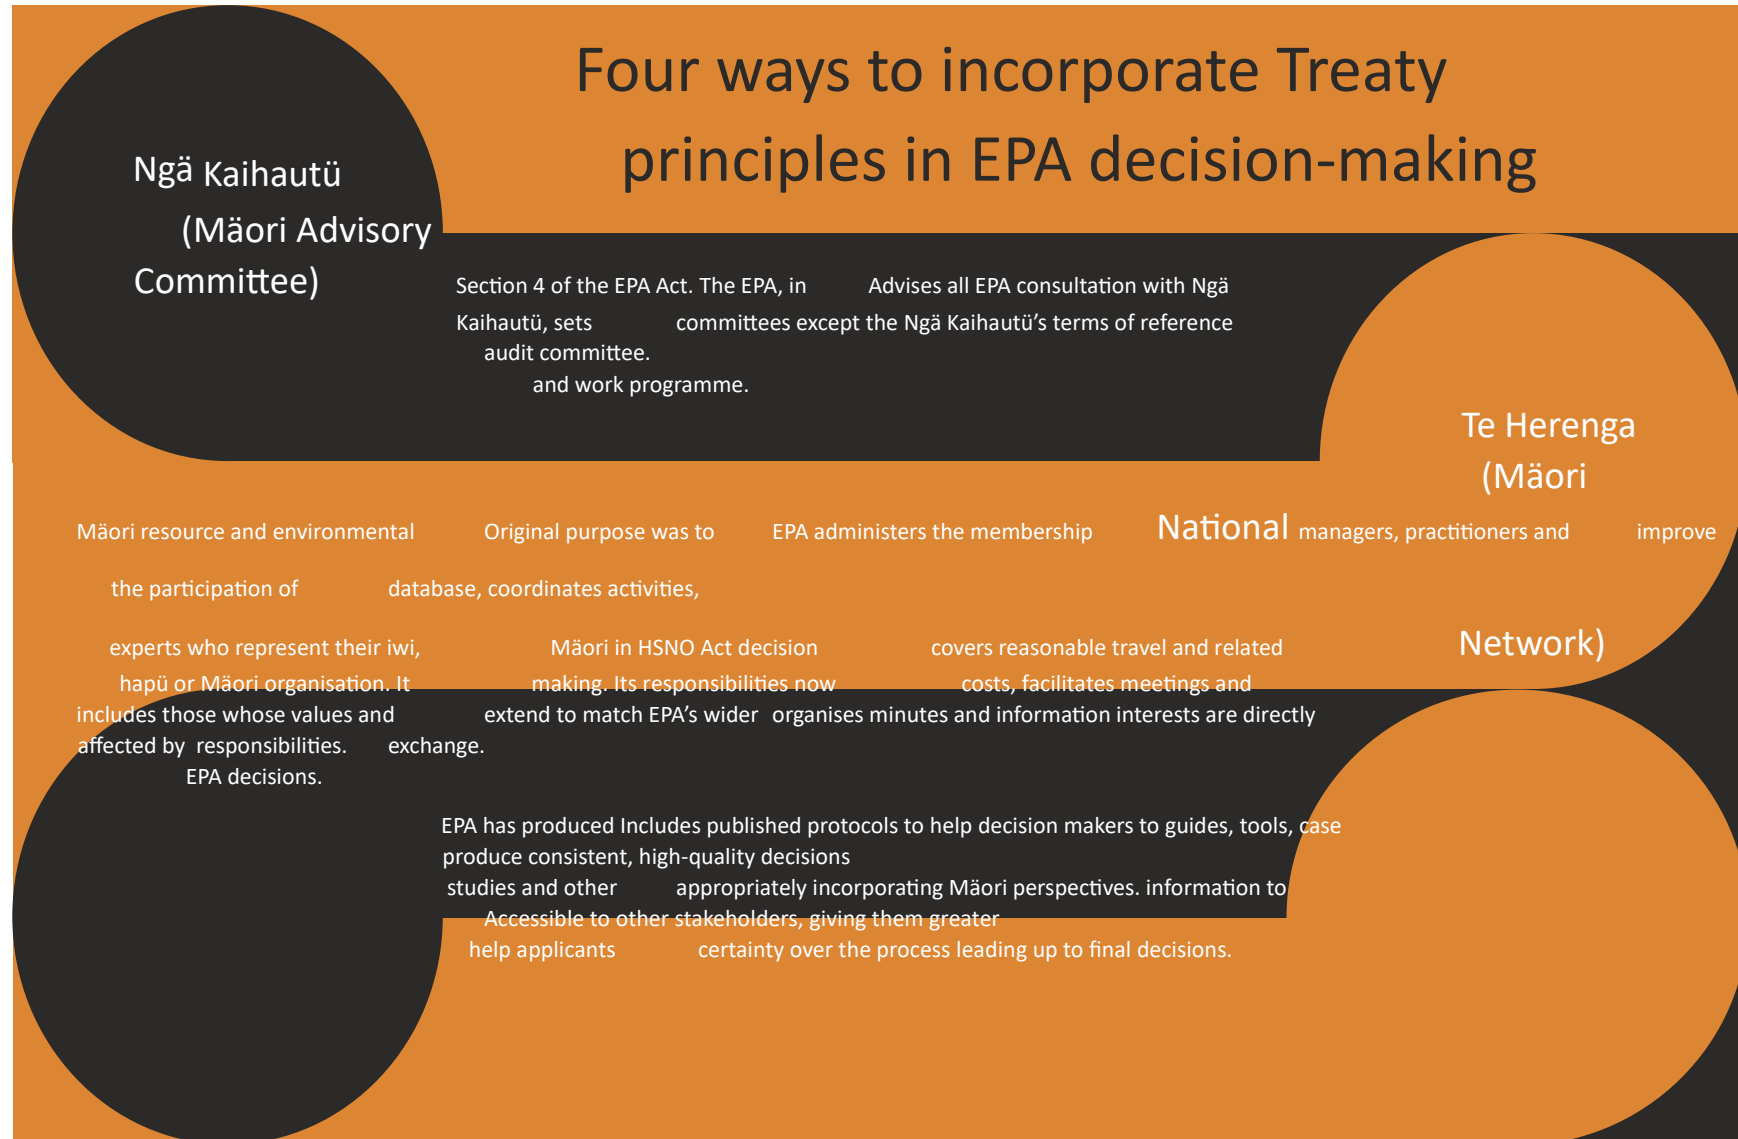 Four ways to incorporate Treaty
principles in EPA decision-making
Ngä Kaihautü
(Mäori Advisory
Committee)
Section 4 of the EPA Act. The EPA, in Advises all EPA consultation with Ngä
Kaihautü, sets committees except the Ngä Kaihautü’s terms of reference
audit committee.
and work programme.
Te Herenga
(Mäori
Mäori resource and environmental Original purpose was to EPA administers the membership National managers, practitioners and improve
the participation of database, coordinates activities,
experts who represent their iwi, Mäori in HSNO Act decision covers reasonable travel and related Network)
hapü or Mäori organisation. It making. Its responsibilities now costs, facilitates meetings and
includes those whose values and extend to match EPA’s wider organises minutes and information interests are directly
affected by responsibilities. exchange.
EPA decisions.
EPA has produced Includes published protocols to help decision makers to guides, tools, case
produce consistent, high-quality decisions
studies and other appropriately incorporating Mäori perspectives. information to
Accessible to other stakeholders, giving them greater
help applicants certainty over the process leading up to final decisions.